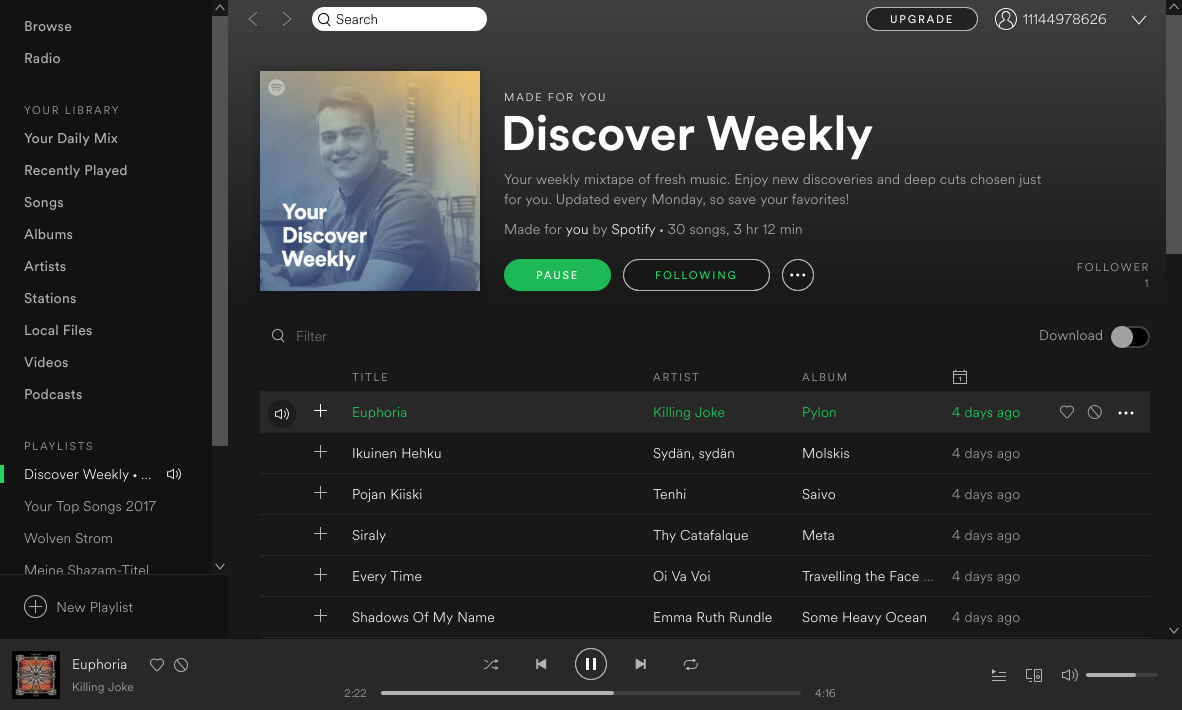 Browse
Radio
YOUR LIBRARY
Your Daily Mix
Recently Played
Songs
Albums
Artists
Stations
Local Files
Videos
Podcasts
PLAYLISTS
Discover Weekly • ...
Your Top Songs 2017
Wolven Strom
Meine Shazam-Titel
New Playlist
Search
UPGRADE
11144978626
Your
Discover
Weekly
MADE FOR YOU
Discover Weekly
Your weekly mixtape of fresh music. Enjoy new discoveries and deep cuts chosen just
for you. Updated every Monday, so save your favorites!
Made for you by Spotify • 30 songs, 3 hr 12 min
PAUSE
FOLLOWING
FOLLOWER
1
Filter
Download
TITLE ARTIST ALBUM
Euphoria Killing Joke Pylon 4 days ago
Ikuinen Hehku Sydän, sydän Molskis 4 days ago
Pojan Kiiski Tenhi Saivo 4 days ago
Siraly Thy Catafalque Meta 4 days ago
Every Time Oi Va Voi Travelling the Face ... 4 days ago
Shadows Of My Name Emma Ruth Rundle Some Heavy Ocean 4 days ago
Euphoria
Killing Joke
2:22
4:16